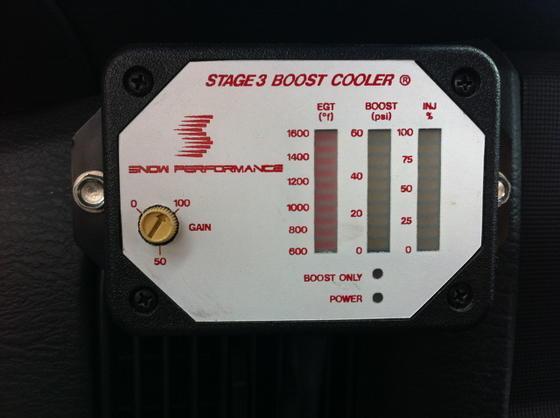 STAGE 3 BOOST COOLER ®
EGT BOOST INJ
(°f) (psi) %
SNOW PERFORMANCE
1600 60 100
1400 75
1200 40 50
1000 20 25
800
600 0 0
0 100
GAIN
50
BOOST ONLY
POWER